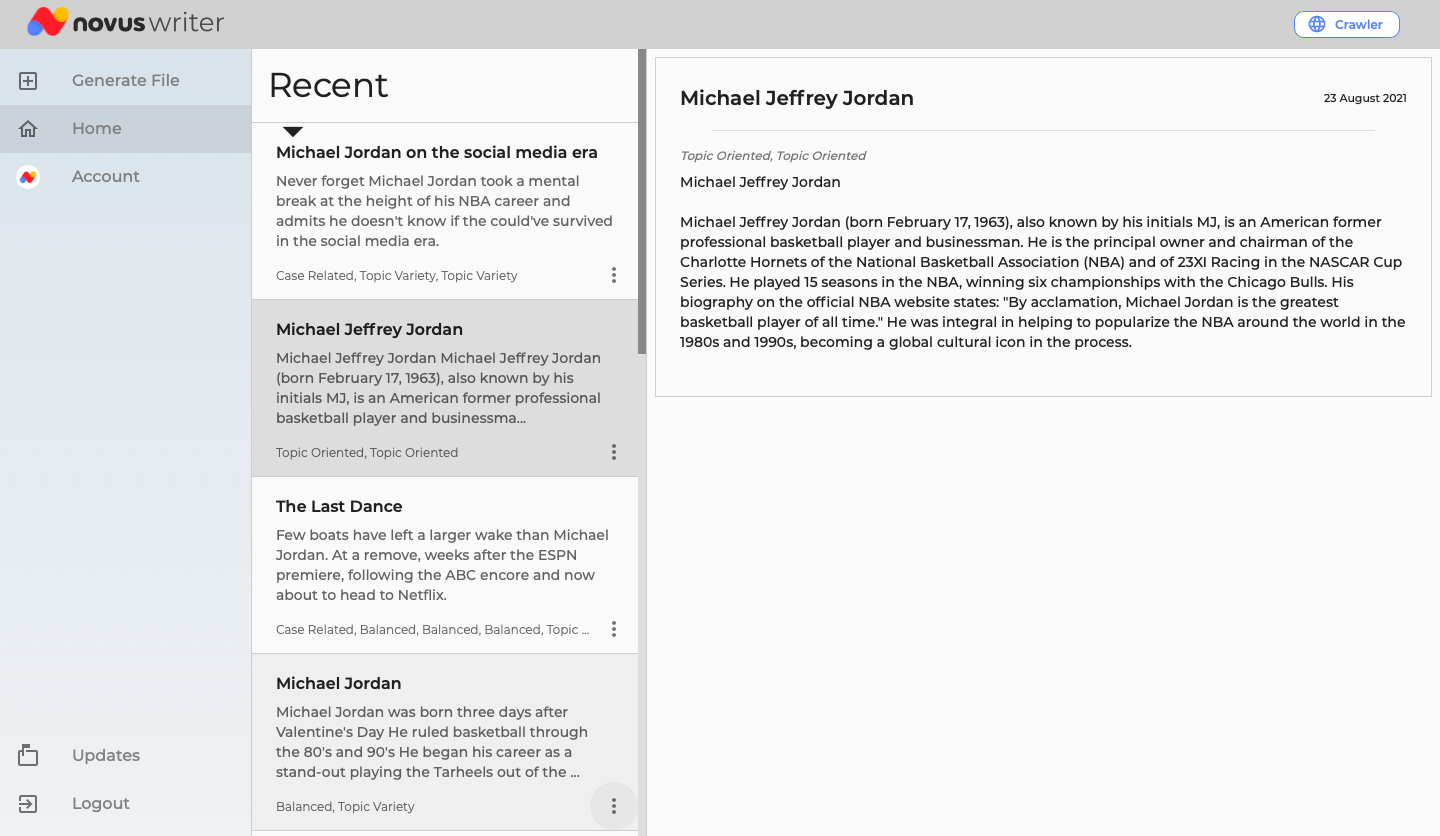 novus writer
Crawler
Generate File
Home
Account
Updates
Logout
Recent
Michael Jordan on the social media era
Never forget Michael Jordan took a mental
break at the height of his NBA career and
admits he doesn't know if the could've survived
in the social media era.
Case Related, Topic Variety, Topic Variety
Michael Jeffrey Jordan
Michael Jeffrey Jordan Michael Jeffrey Jordan
(born February 17, 1963), also known by his
initials MJ, is an American former professional
basketball player and businessma...
Topic Oriented, Topic Oriented
The Last Dance
Few boats have left a larger wake than Michael
Jordan. At a remove, weeks after the ESPN
premiere, following the ABC encore and now
about to head to Netflix.
Case Related, Balanced, Balanced, Balanced, Topic ...
Michael Jordan
Michael Jordan was born three days after
Valentine's Day He ruled basketball through
the 80's and 90's He began his career as a
stand-out playing the Tarheels out of the ...
Balanced, Topic Variety
Michael Jeffrey Jordan
23 August 2021
Topic Oriented, Topic Oriented
Michael Jeffrey Jordan
Michael Jeffrey Jordan (born February 17, 1963), also known by his initials MJ, is an American former
professional basketball player and businessman. He is the principal owner and chairman of the
Charlotte Hornets of the National Basketball Association (NBA) and of 23XI Racing in the NASCAR Cup
Series. He played 15 seasons in the NBA, winning six championships with the Chicago Bulls. His
biography on the official NBA website states: "By acclamation, Michael Jordan is the greatest
basketball player of all time." He was integral in helping to popularize the NBA around the world in the
1980s and 1990s, becoming a global cultural icon in the process.